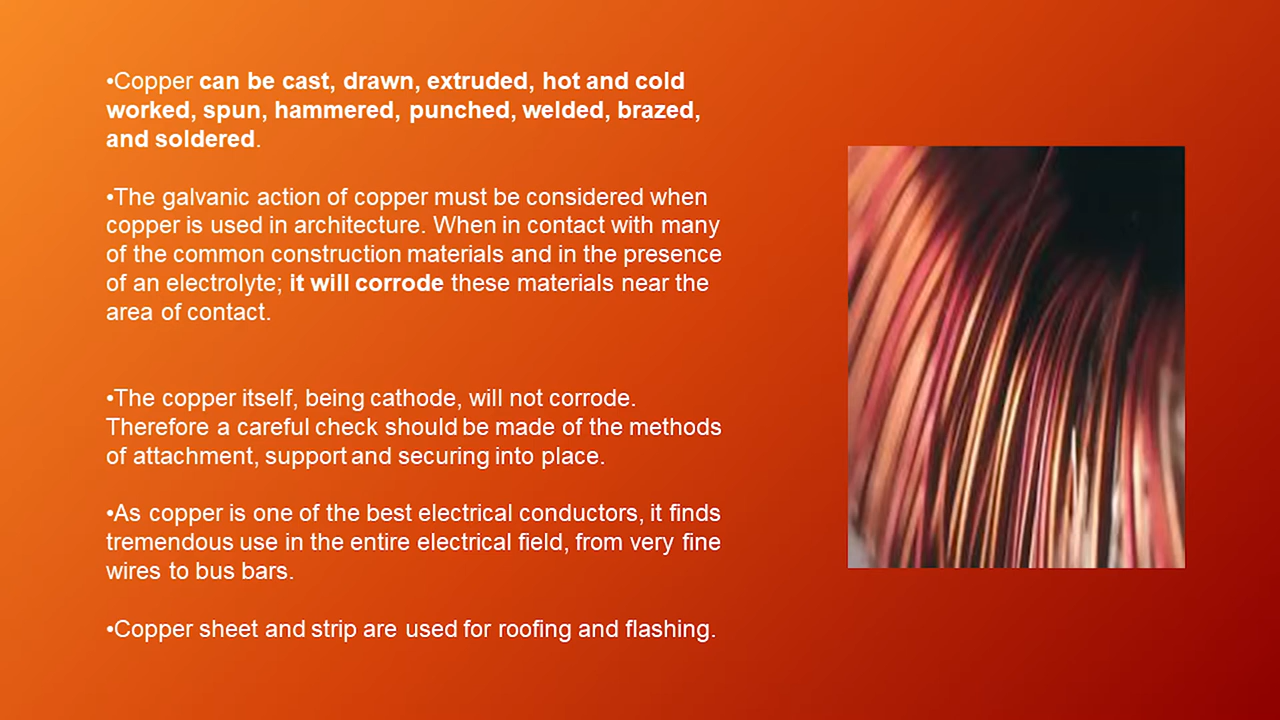 •Copper can be cast, drawn, extruded, hot and cold
worked, spun, hammered, punched, welded, brazed,
and soldered.
•The galvanic action of copper must be considered when
copper is used in architecture. When in contact with many
of the common construction materials and in the presence
of an electrolyte; it will corrode these materials near the
area of contact.
•The copper itself, being cathode, will not corrode.
Therefore a careful check should be made of the methods
of attachment, support and securing into place.
•As copper is one of the best electrical conductors, it finds
tremendous use in the entire electrical field, from very fine
wires to bus bars.
•Copper sheet and strip are used for roofing and flashing.